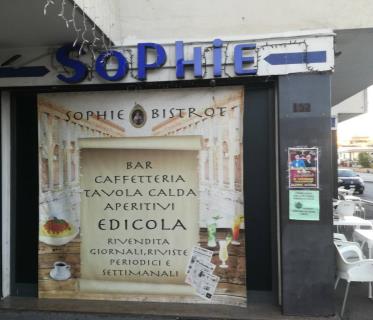 SOPHiE
SOPHIE BISTROT
BAR
CAFFETTERIA
TAVOLA CALDA
APERITIVI
EDICOLA
RIVENDITA
GIORNALI,RIVISTE
PERIODICI E
SETTIMANALI
152